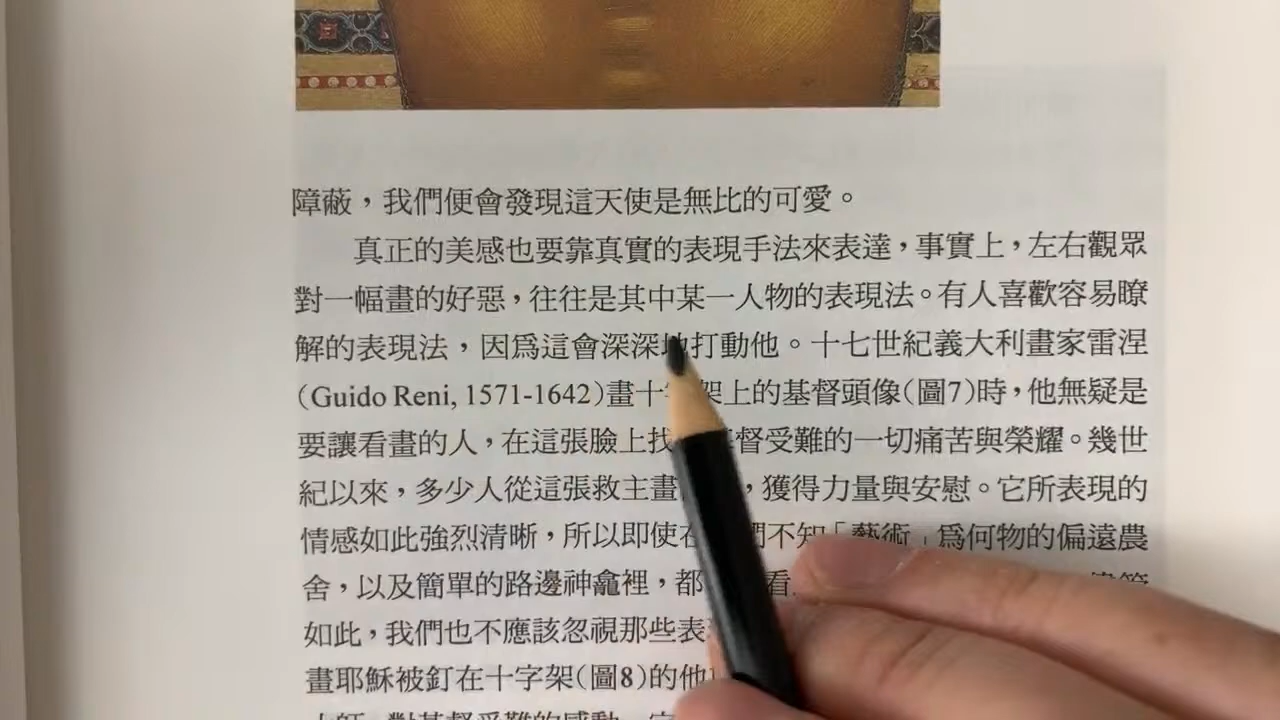 障蔽，我們便會發現這天使是無比的可愛。
真正的美感也要靠真實的表現手法來表達，事實上，左右觀眾
對一幅畫的好惡，往往是其中某一人物的表現法。有人喜歡容易瞭
解的表現法，因爲這會深深地打動他。十七世紀義大利畫家雷涅
（Guido Reni, 1571-1642）畫十架上的基督頭像（圖7）時，他無疑是
要讓看畫的人，在這張臉上找督受難的一切痛苦與榮耀。幾世
紀以來，多少人從這張救主畫，獲得力量與安慰。它所表現的
情感如此強烈清晰，所以即使在們不知「藝術」爲何物的偏遠農
舍，以及簡單的路邊神龕裡，都看
如此，我們也不應該忽視那些表
畫耶穌被釘在十字架（圖8）的他